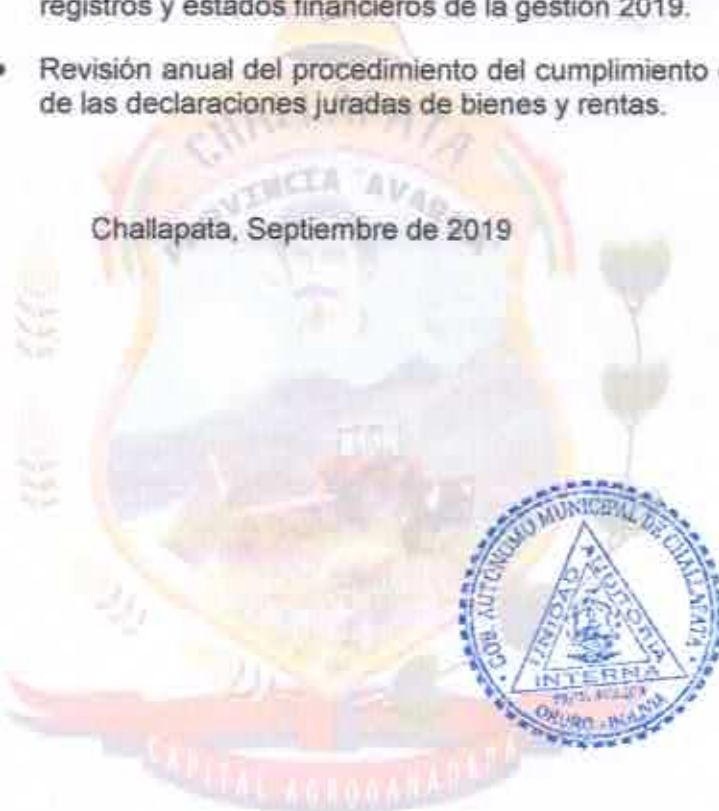 registros y estados financieros de la gestión 2019.
• Revisión anual del procedimiento del cumplimiento
de las declaraciones juradas de bienes y rentas.
CHALLAPATA
PROVINCIA AVAROA
Challapata, Septiembre de 2019
GOB. AUTONOMO MUNICIPAL DE CHALLAPATA
UNIDAD AUDITORIA
INTERNA
ORURO - BOLIVIA
CAPITAL AGROGANADERA